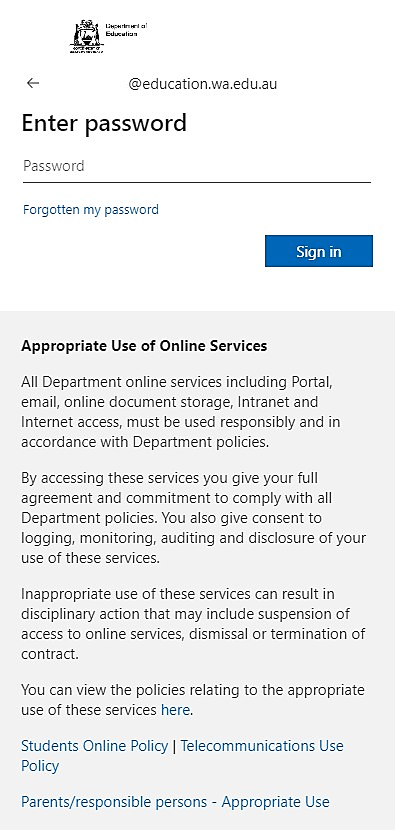 Department of
Education
@education.wa.edu.au
Enter password
Password
Forgotten my password
Sign in
Appropriate Use of Online Services
All Department online services including Portal,
email, online document storage, Intranet and
Internet access, must be used responsibly and in
accordance with Department policies.
By accessing these services you give your full
agreement and commitment to comply with all
Department policies. You also give consent to
logging, monitoring, auditing and disclosure of your
use of these services.
Inappropriate use of these services can result in
disciplinary action that may include suspension of
access to online services, dismissal or termination of
contract.
You can view the policies relating to the appropriate
use of these services here.
Students Online Policy | Telecommunications Use
Policy
Parents/responsible persons - Appropriate Use